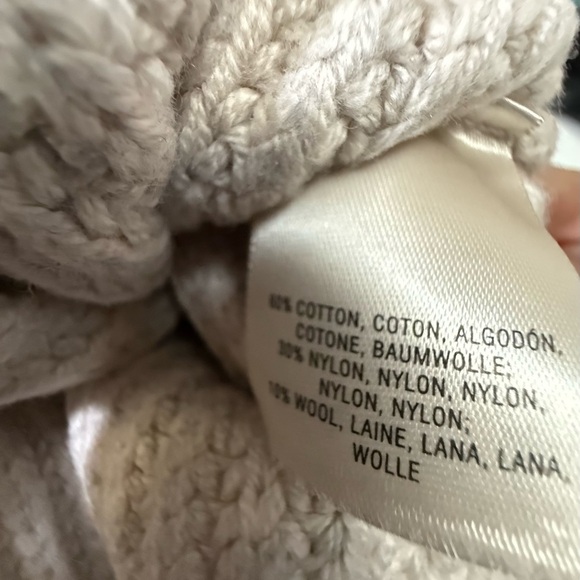 60% COTTON, COTON, ALGODÓN,
COTONE, BAUMWOLLE;
30% NYLON, NYLON, NYLON,
NYLON, NYLON;
10% WOOL, LAINE, LANA, LANA,
WOLLE